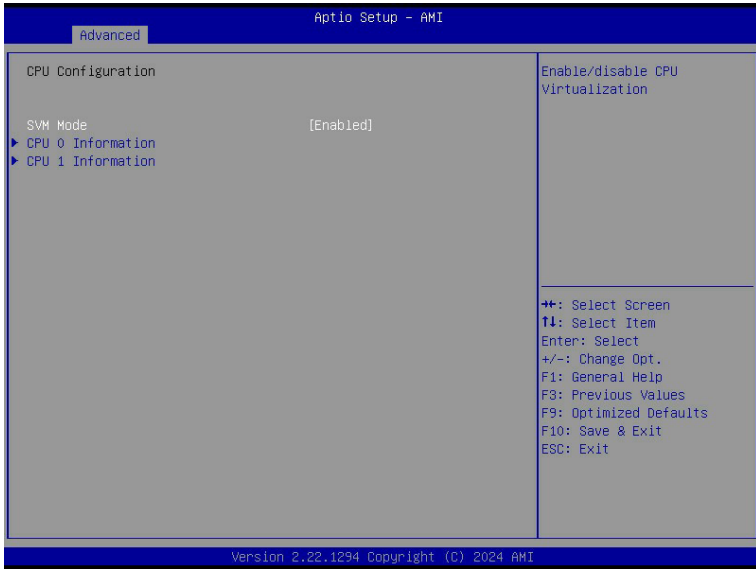 Aptio Setup – AMI
Advanced
CPU Configuration
SVM Mode [Enabled]
CPU 0 Information
CPU 1 Information
Enable/disable CPU
Virtualization
→←: Select Screen
↑↓: Select Item
Enter: Select
+/-: Change Opt.
F1: General Help
F3: Previous Values
F9: Optimized Defaults
F10: Save & Exit
ESC: Exit
Version 2.22.1294 Copyright (C) 2024 AMI